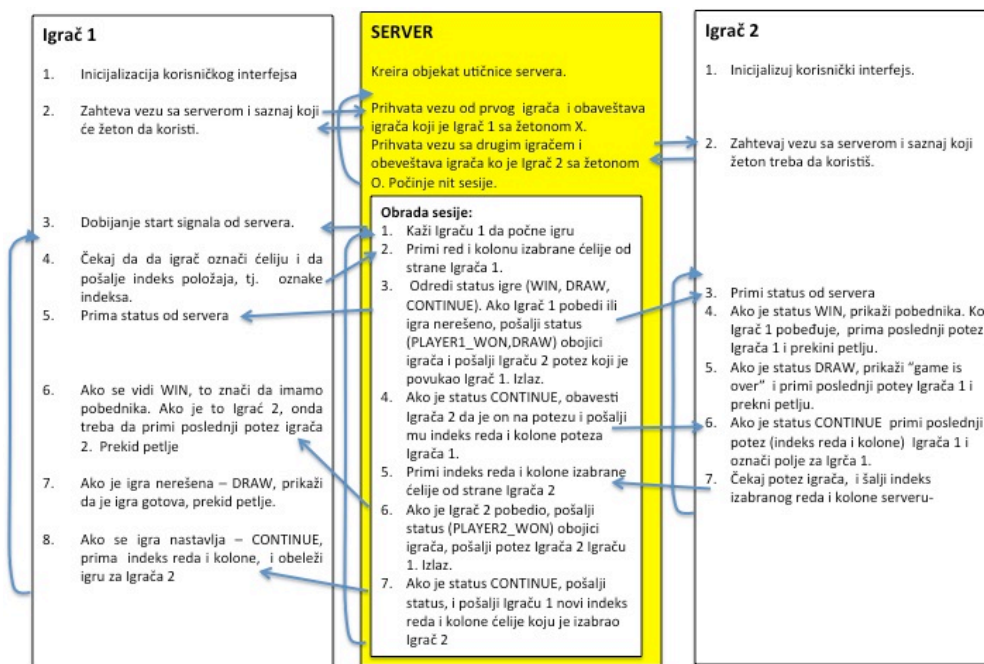 Igrač 1
1. Inicijalizacija korisničkog interfejsa
2. Zahteva vezu sa serverom i saznaj koji
će žeton da koristi.
3. Dobijanje start signala od servera.
4. Čekaj da da igrač označi ćeliju i da
pošalje indeks položaja, tj. oznake
indeksa.
5. Prima status od servera
6. Ako se vidi WIN, to znači da imamo
pobednika. Ako je to Igrać 2, onda
treba da primi poslednji potez igrača
2. Prekid petlje
7. Ako je igra nerešena – DRAW, prikaži
da je igra gotova, prekid petlje.
8. Ako se igra nastavlja – CONTINUE,
prima indeks reda i kolone, i obeleži
igru za Igrača 2
SERVER
Kreira objekat utičnice servera.
Prihvata vezu od prvog igrača i obaveštava
igrača koji je Igrač 1 sa žetonom X.
Prihvata vezu sa drugim igračem i
obeveštava igrača ko je Igrač 2 sa žetonom
O. Počinje nit sesije.
Obrada sesije:
1. Kaži Igraču 1 da počne igru
2. Primi red i kolonu izabrane ćelije od
strane Igrača 1.
3. Odredi status igre (WIN, DRAW,
CONTINUE). Ako Igrač 1 pobedi ili
igra nerešeno, pošalji status
(PLAYER1_WON,DRAW) obojici
igrača i pošalji Igraču 2 potez koji je
povukao Igrač 1. Izlaz.
4. Ako je status CONTINUE, obavesti
Igrača 2 da je on na potezu i pošalji
mu indeks reda i kolone poteza
Igrača 1.
5. Primi indeks reda i kolone izabrane
ćelije od strane Igrača 2
6. Ako je Igrač 2 pobedio, pošalji
status (PLAYER2_WON) obojici
igrača, pošalji potez Igrača 2 Igraču
1. Izlaz.
7. Ako je status CONTINUE, pošalji
status, i pošalji Igraču 1 novi indeks
reda i kolone ćelije koju je izabrao
Igrač 2
Igrač 2
1. Inicijalizuj korisnički interfejs.
2. Zahtevaj vezu sa serverom i saznaj koji
žeton treba da koristiš.
3. Primi status od servera
4. Ako je status WIN, prikaži pobednika. Ko
Igrač 1 pobeđuje, prima poslednji potez
Igrača 1 i prekini petlju.
5. Ako je status DRAW, prikaži “game is
over” i primi poslednji potey Igrača 1 i
prekni petlju.
6. Ako je status CONTINUE primi poslednji
potez (indeks reda i kolone) Igrača 1 i
označi polje za Igrča 1.
7. Čekaj potez igrača, i šalji indeks
izabranog reda i kolone serveru-